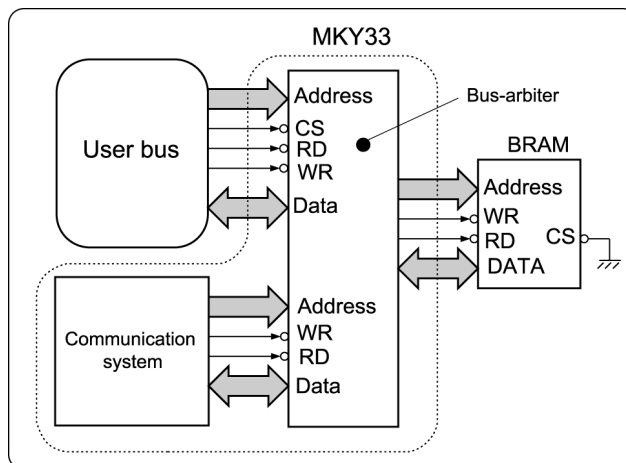 MKY33
User bus
Address
CS
RD
WR
Data
Bus-arbiter
Communication
system
Address
WR
RD
Data
BRAM
Address
WR
RD
CS
DATA